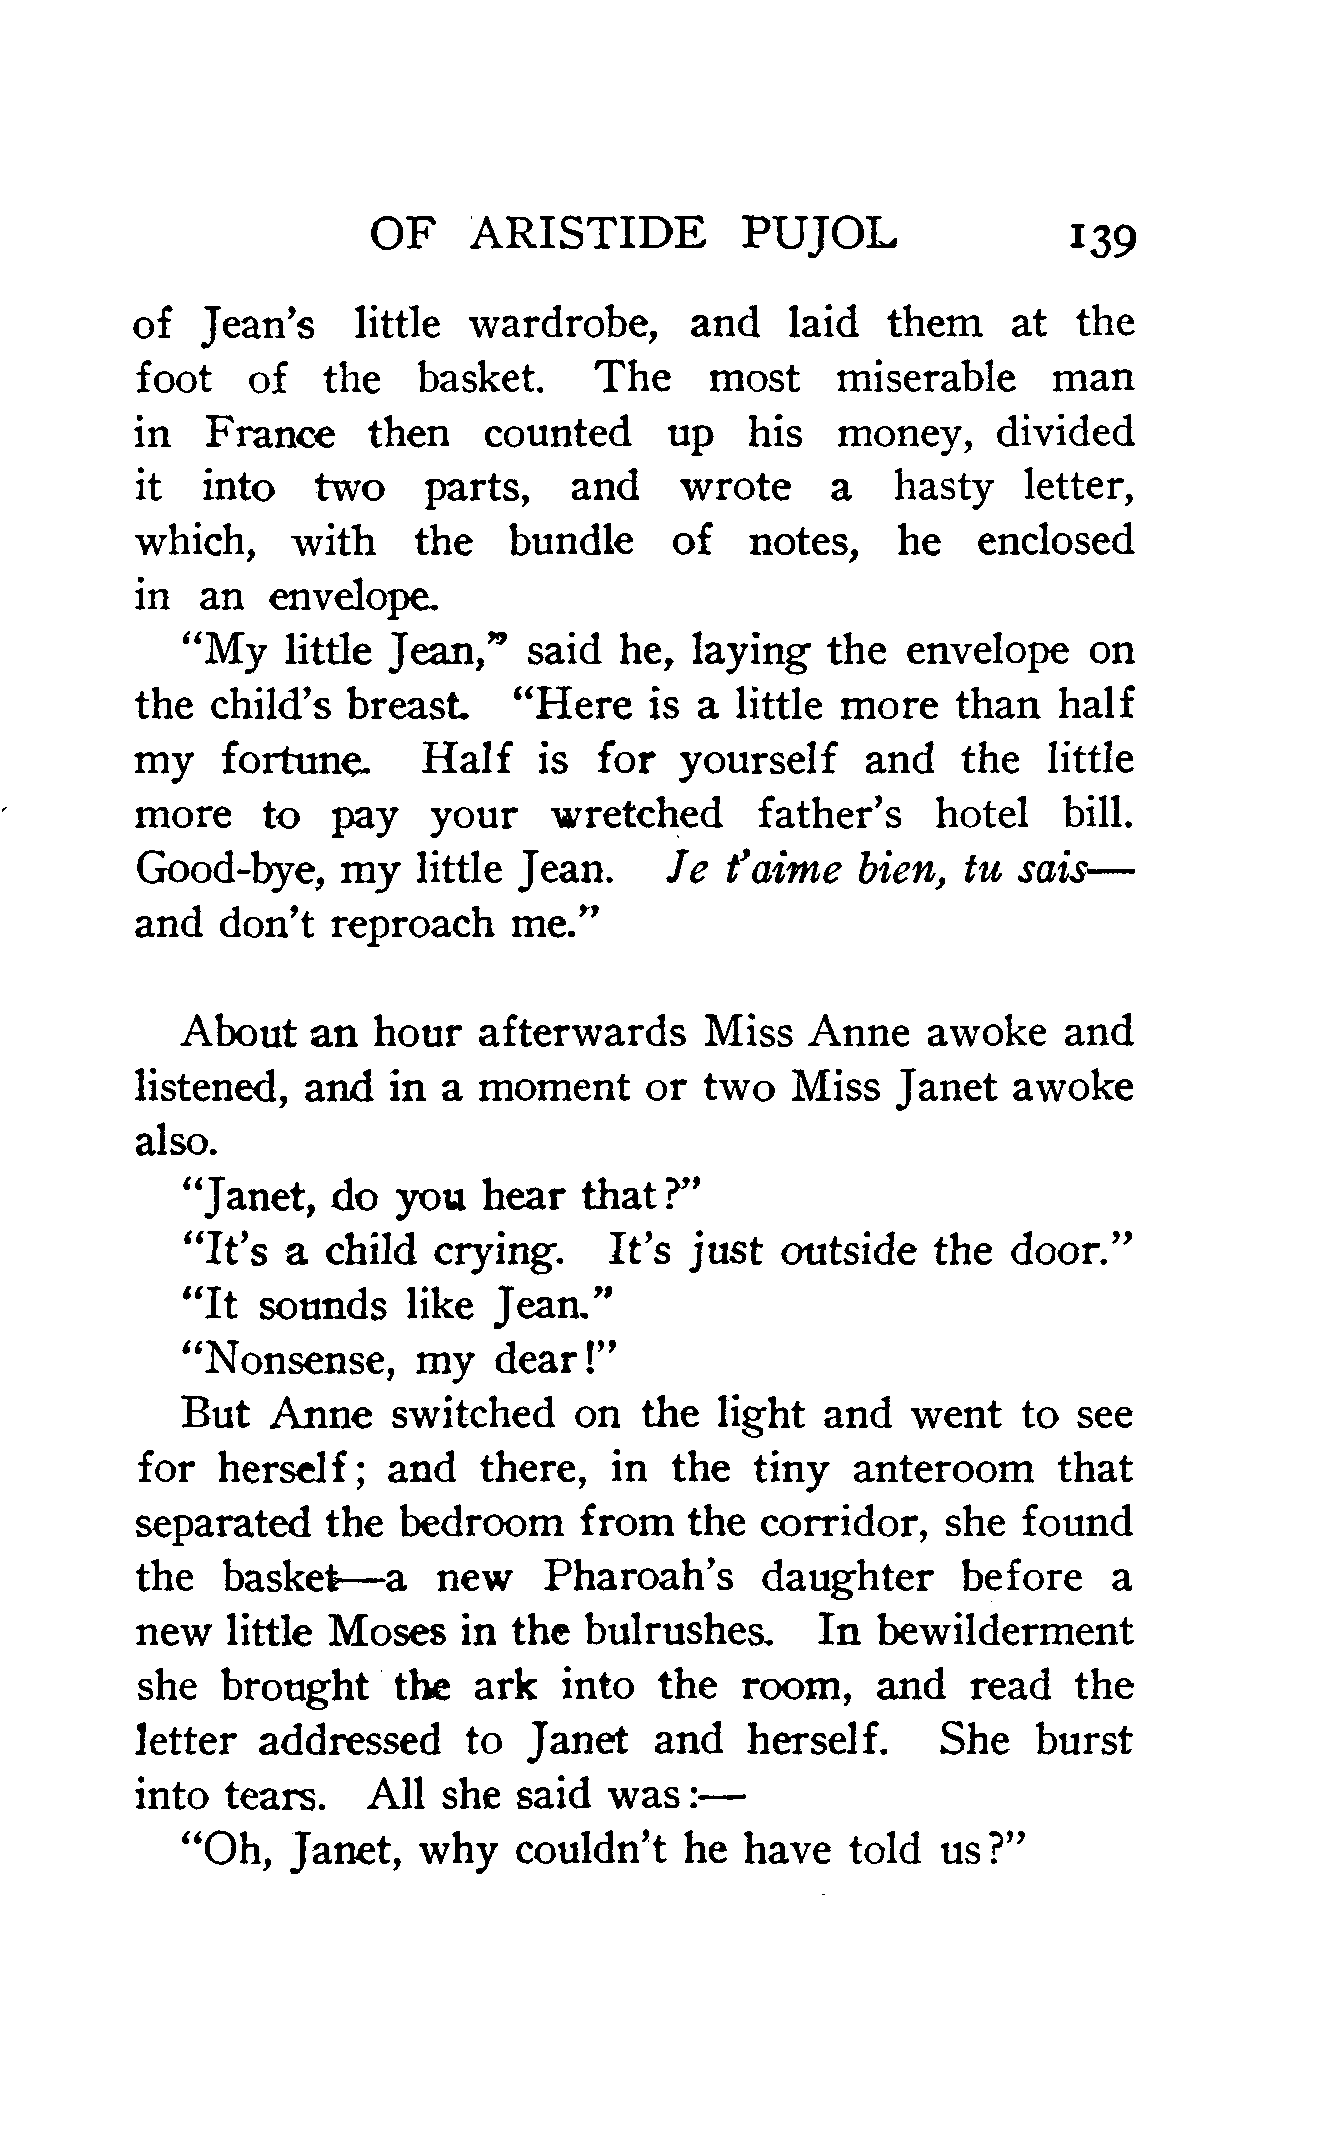 OF ARISTIDE PUJOL 139
of Jean's little wardrobe, and laid them at the
foot of the basket. The most miserable man
in France then counted up his money, divided
it into two parts, and wrote a hasty letter,
which, with the bundle of notes, he enclosed
in an envelope.
"My little Jean," said he, laying the envelope on
the child's breast. "Here is a little more than half
my fortune. Half is for yourself and the little
more to pay your wretched father's hotel bill.
Good-bye, my little Jean. Je t'aime bien, tu sais—
and don't reproach me."
About an hour afterwards Miss Anne awoke and
listened, and in a moment or two Miss Janet awoke
also.
"Janet, do you hear that?"
"It's a child crying. It's just outside the door."
"It sounds like Jean."
"Nonsense, my dear!"
But Anne switched on the light and went to see
for herself; and there, in the tiny anteroom that
separated the bedroom from the corridor, she found
the basket—a new Pharoah's daughter before a
new little Moses in the bulrushes. In bewilderment
she brought the ark into the room, and read the
letter addressed to Janet and herself. She burst
into tears. All she said was:—
"Oh, Janet, why couldn't he have told us?"